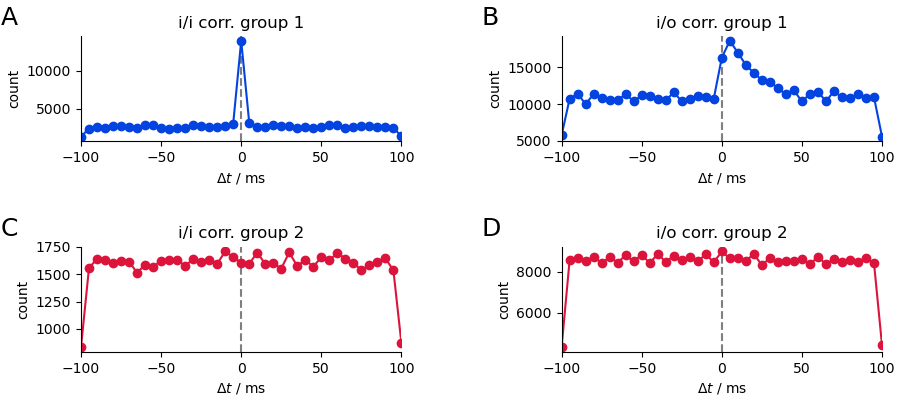 A
i/i corr. group 1
count
10000
5000
−100 −50 0 50 100
Δt / ms
B
i/o corr. group 1
count
15000
10000
5000
−100 −50 0 50 100
Δt / ms
C
i/i corr. group 2
count
1750
1500
1250
1000
−100 −50 0 50 100
Δt / ms
D
i/o corr. group 2
count
8000
6000
−100 −50 0 50 100
Δt / ms